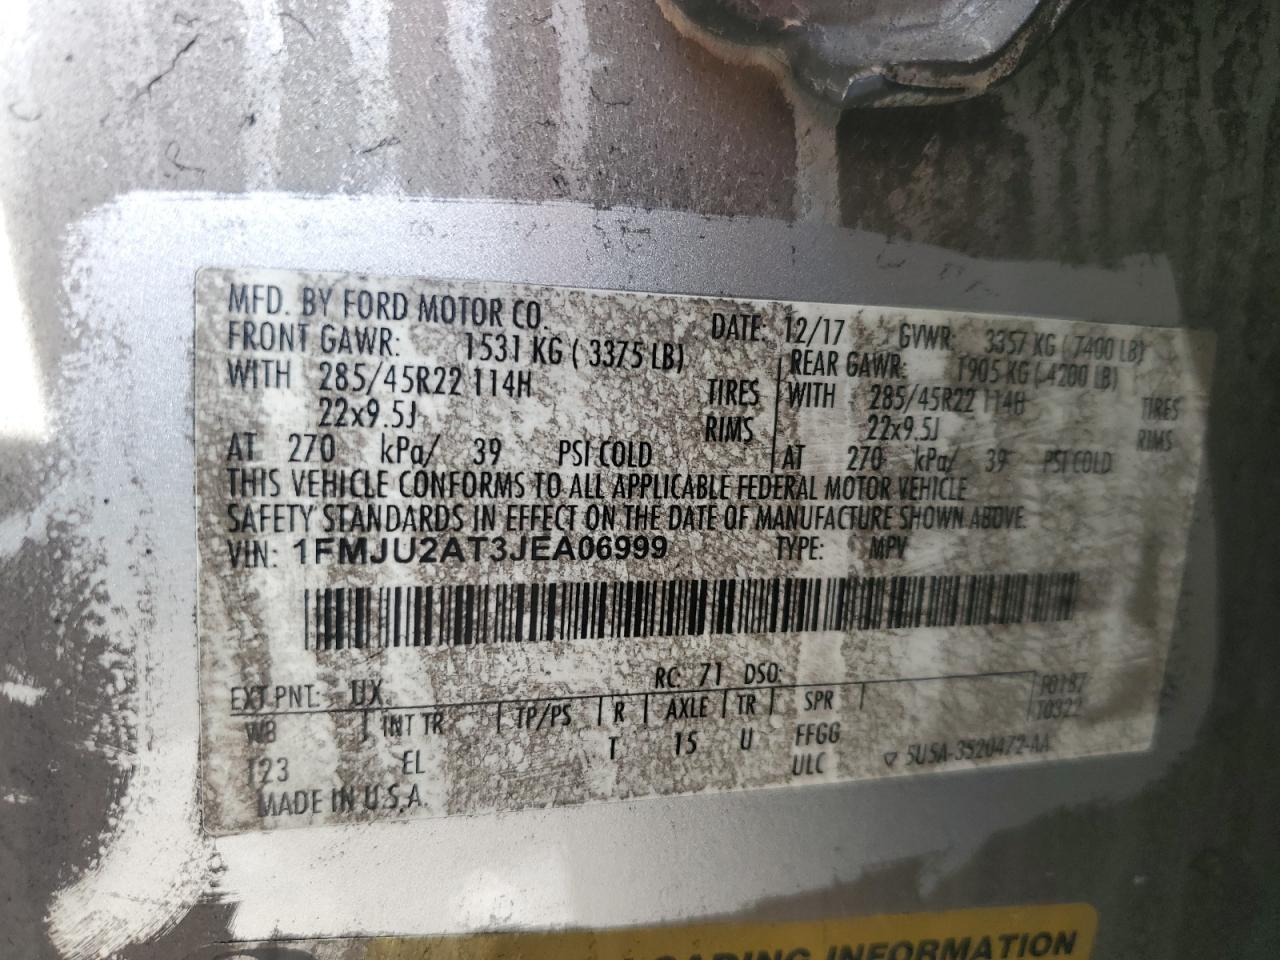 MFD. BY FORD MOTOR CO.
DATE: 12/17 GVWR: 3357 KG ( 7400 LB)
FRONT GAWR: 1531 KG ( 3375 LB) REAR GAWR: 1905 KG ( 4200 LB)
WITH 285/45R22 114H TIRES WITH 285/45R22 114H TIRES
22x9.5J RIMS 22x9.5J RIMS
AT 270 kPa/ 39 PSI COLD AT 270 kPa/ 39 PSI COLD
THIS VEHICLE CONFORMS TO ALL APPLICABLE FEDERAL MOTOR VEHICLE
SAFETY STANDARDS IN EFFECT ON THE DATE OF MANUFACTURE SHOWN ABOVE.
VIN: 1FMJU2AT3JEA06999 TYPE: MPV
EXT PNT: UX RC: 71 DSO:
WB INT TR TP/PS R AXLE TR SPR
123 EL T 15 U FFGG
ULC
MADE IN U.S.A.
INFORMATION